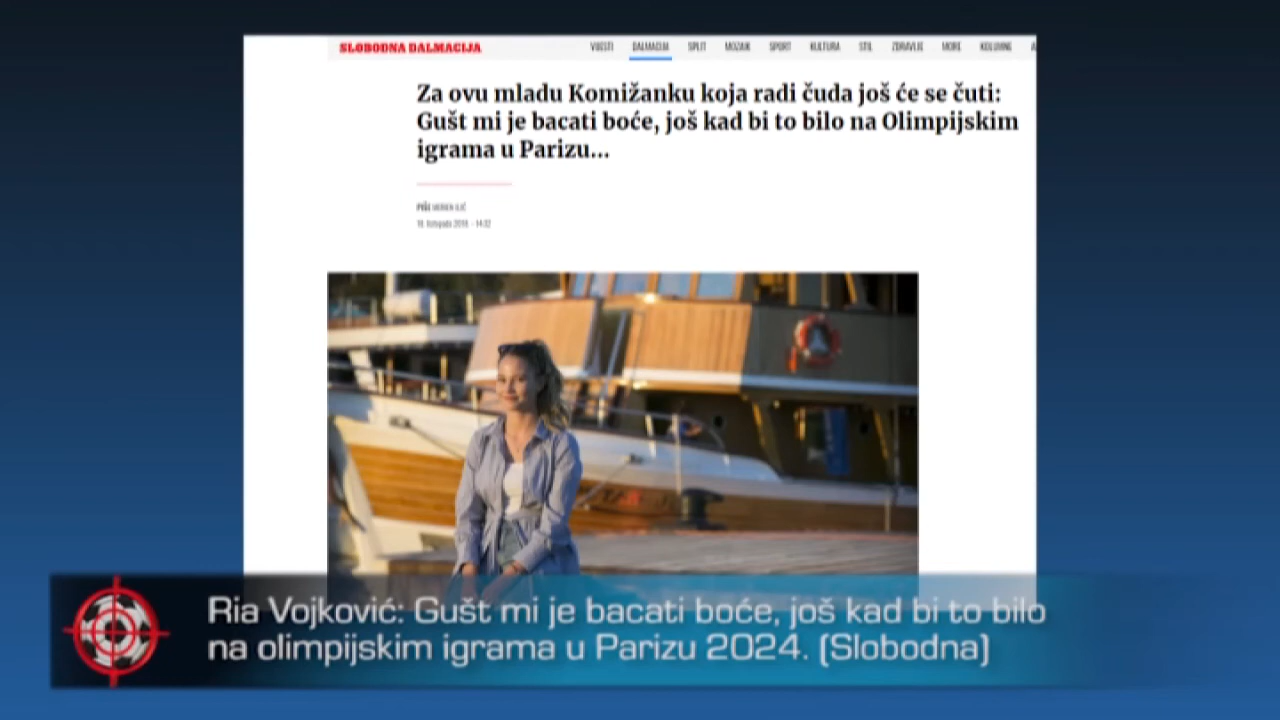 SLOBODNA DALMACIJA
VIJESTI DALMACIJA SPLIT MOZAIK SPORT KULTURA STIL ZDRAVLJE MORE KOLUMNE
Za ovu mladu Komižanku koja radi čuda još će se čuti:
Gušt mi je bacati boće, još kad bi to bilo na Olimpijskim
igrama u Parizu...
PIŠE
Ria Vojković: Gušt mi je bacati boće, još kad bi to bilo
na olimpijskim igrama u Parizu 2024. (Slobodna)